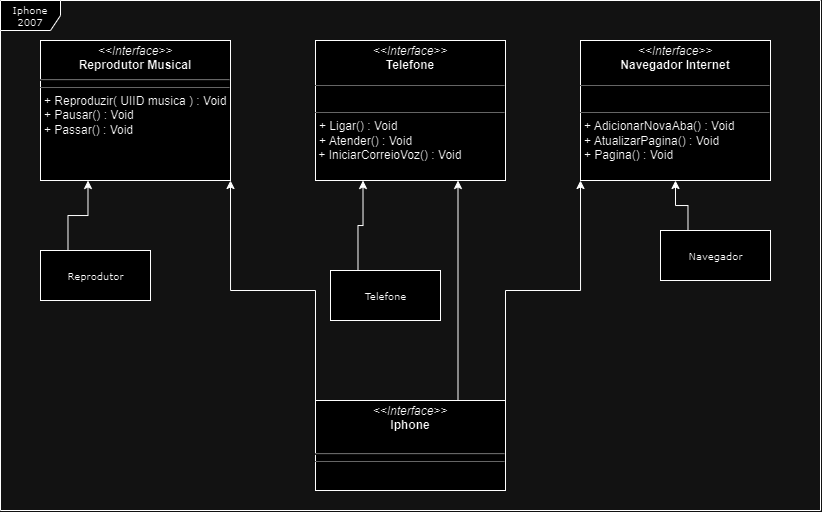 Iphone
2007
<<Interface>>
Reprodutor Musical
+ Reproduzir( UIID musica ) : Void
+ Pausar() : Void
+ Passar() : Void
<<Interface>>
Telefone
+ Ligar() : Void
+ Atender() : Void
+ IniciarCorreioVoz() : Void
<<Interface>>
Navegador Internet
+ AdicionarNovaAba() : Void
+ AtualizarPagina() : Void
+ Pagina() : Void
Reprodutor
Telefone
Navegador
<<Interface>>
Iphone